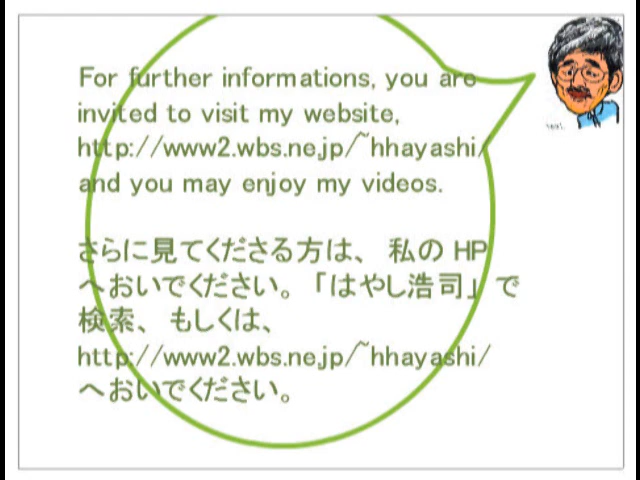 For further informations, you are
invited to visit my website,
http://www2.wbs.ne.jp/~hhayashi/
and you may enjoy my videos.
さらに見てくださる方は、 私の HP
へおいでください。「はやし浩司」で
検索、 もしくは、
http://www2.wbs.ne.jp/~hhayashi/
へおいでください。